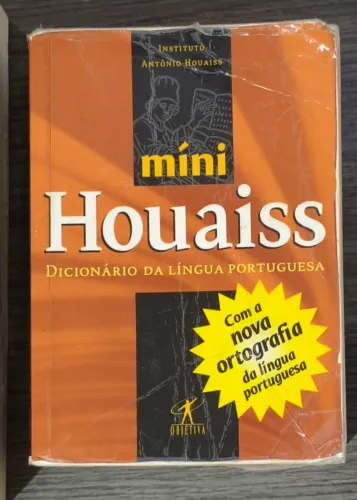 INSTITUTO
ANTÔNIO HOUAISS
míni
Houaiss
DICIONÁRIO DA LÍNGUA PORTUGUESA
Com a
nova
ortografia
da língua
portuguesa
OBJETIVA